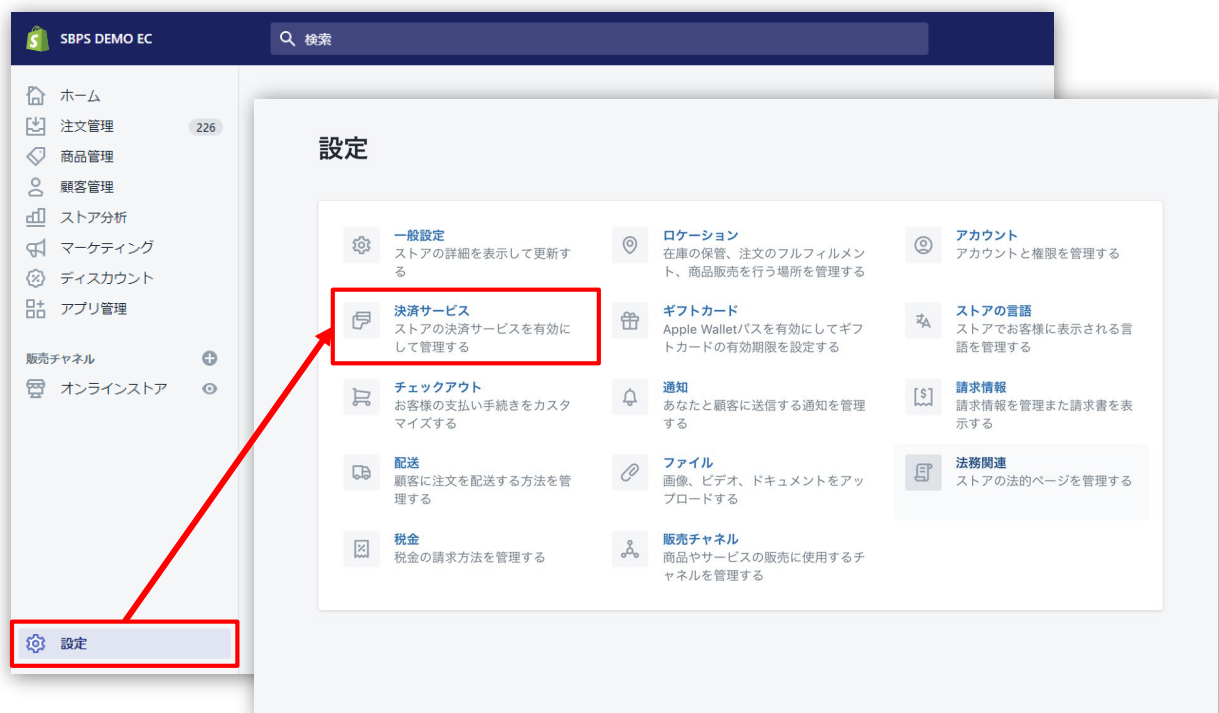 SBPS DEMO EC
検索
ホーム
注文管理
226
商品管理
顧客管理
ストア分析
マーケティング
ディスカウント
アプリ管理
販売チャネル
オンラインストア
設定
設定
一般設定
ストアの詳細を表示して更新す
る
決済サービス
ストアの決済サービスを有効に
して管理する
チェックアウト
お客様の支払い手続きをカスタ
マイズする
配送
顧客に注文を配送する方法を管
理する
税金
税金の請求方法を管理する
ロケーション
在庫の保管、注文のフルフィルメン
ト、商品販売を行う場所を管理する
ギフトカード
Apple Walletパスを有効にしてギフ
トカードの有効期限を設定する
通知
あなたと顧客に送信する通知を管理
する
ファイル
画像、ビデオ、ドキュメントをアッ
プロードする
販売チャネル
商品やサービスの販売に使用するチ
ャネルを管理する
アカウント
アカウントと権限を管理する
ストアの言語
ストアでお客様に表示される言
語を管理する
請求情報
請求情報を管理また請求書を表
示する
法務関連
ストアの法的ページを管理する